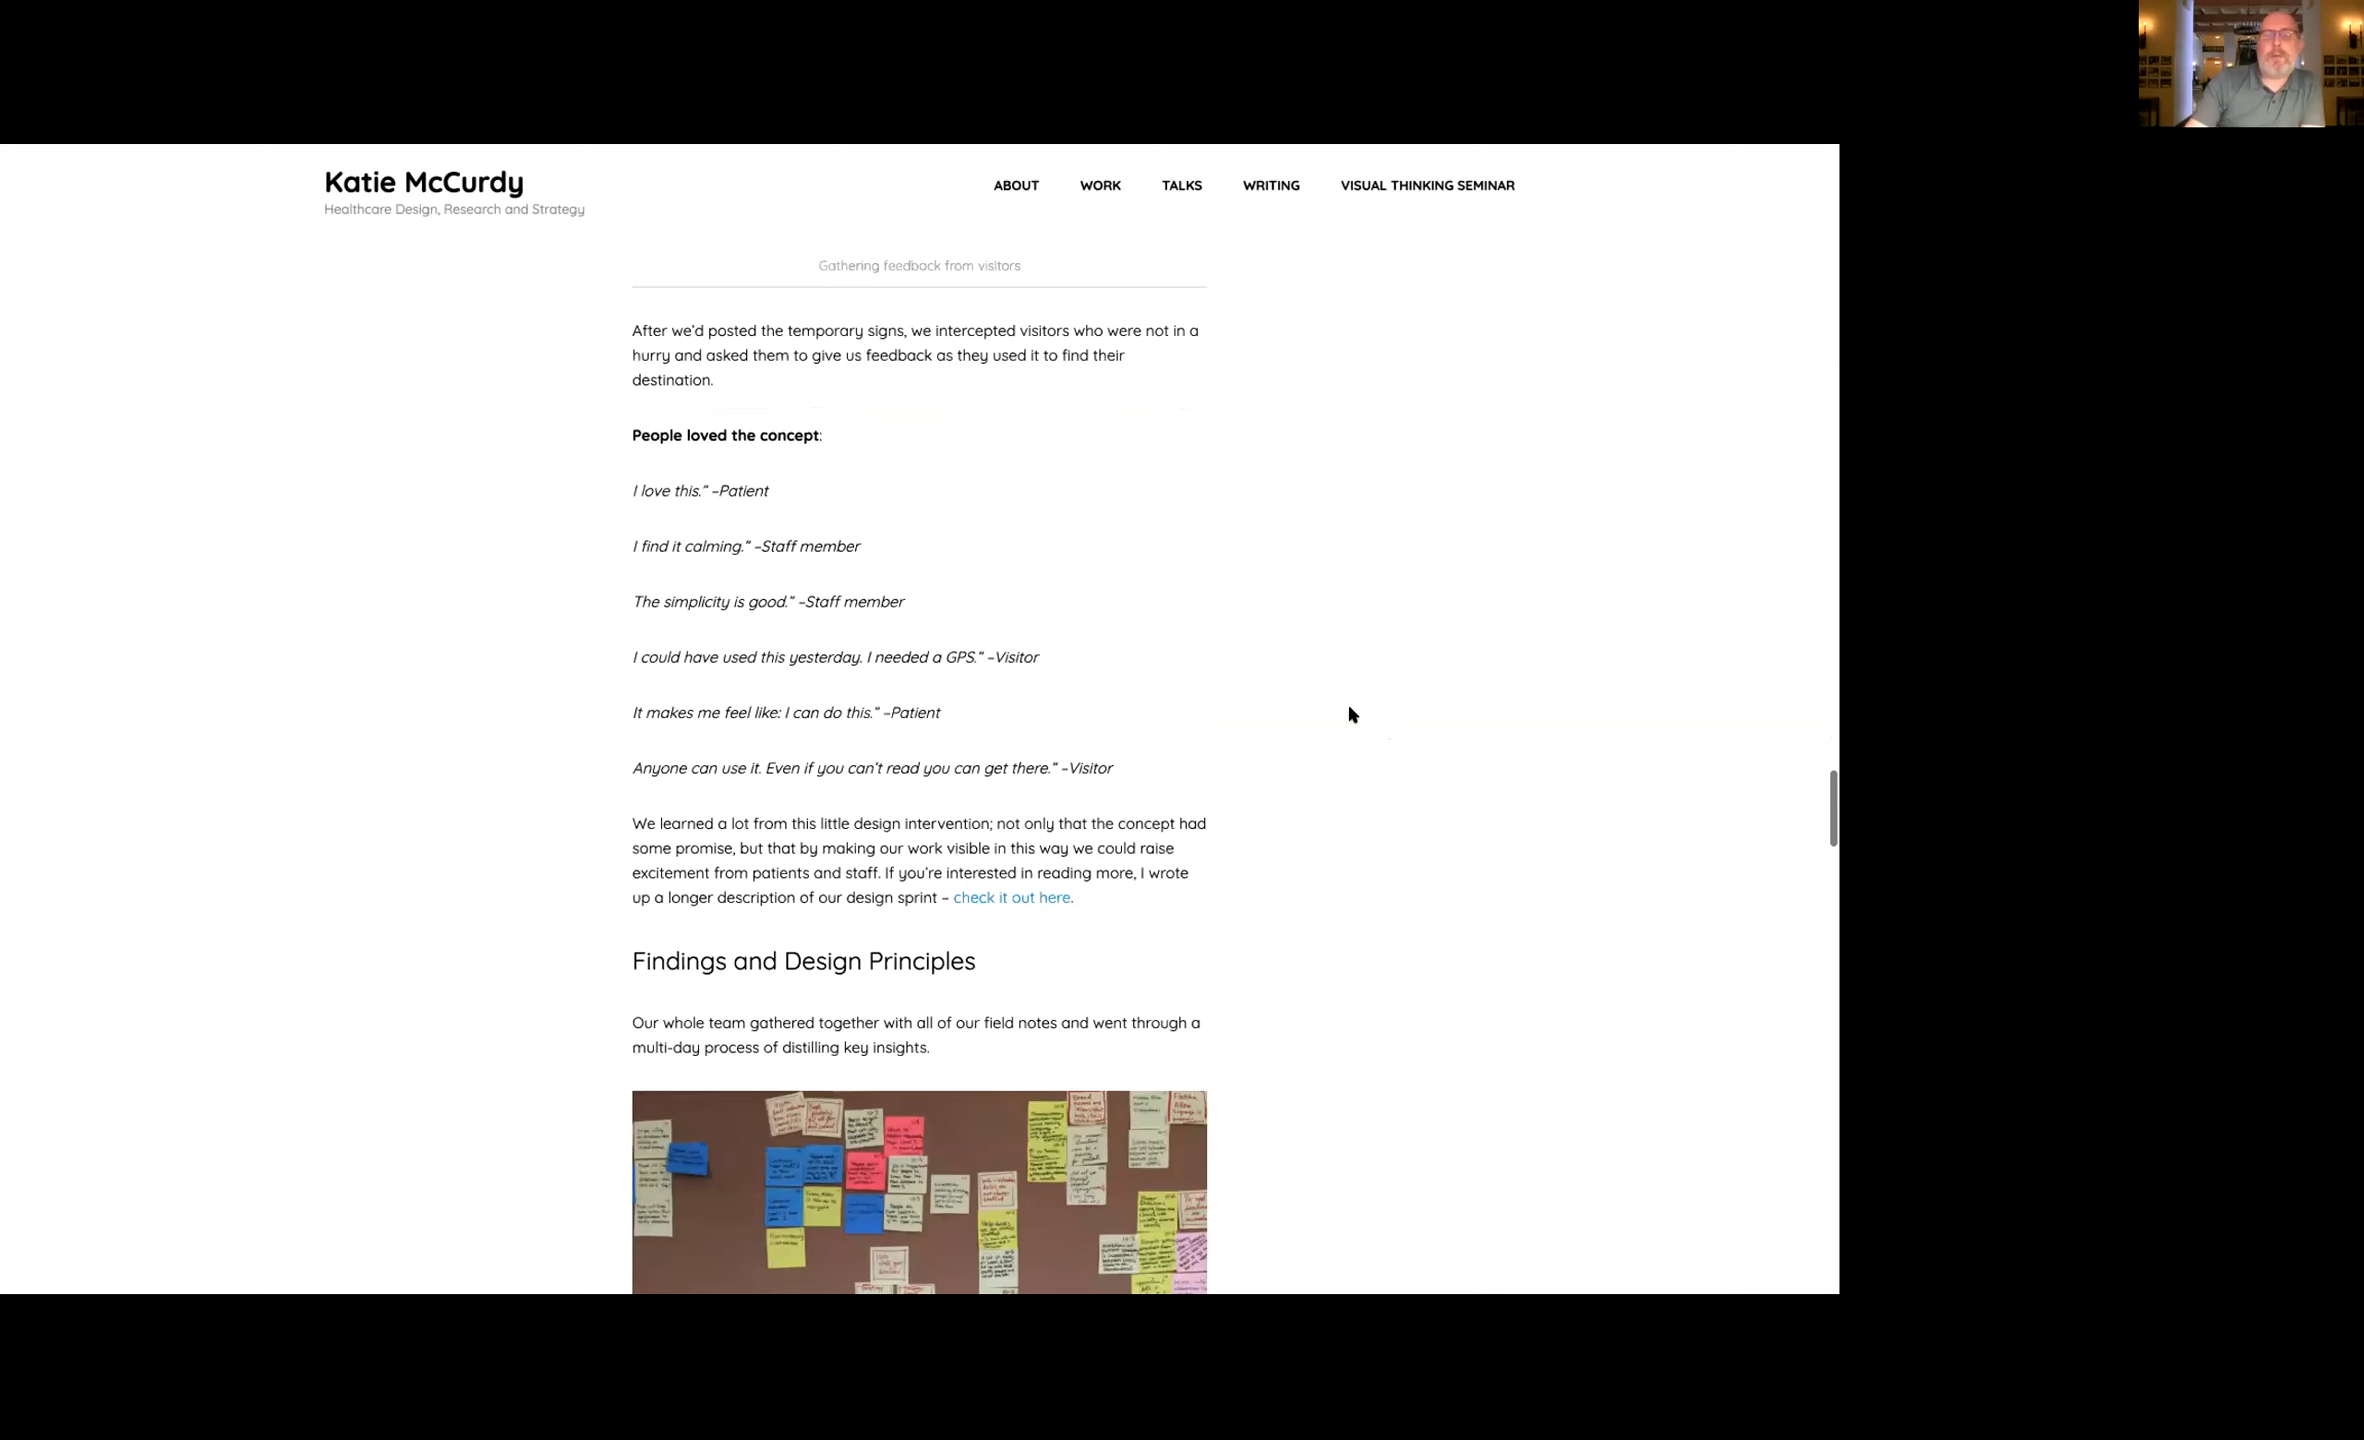 Katie McCurdy
Healthcare Design, Research and Strategy
ABOUT WORK TALKS WRITING VISUAL THINKING SEMINAR
Gathering feedback from visitors
After we’d posted the temporary signs, we intercepted visitors who were not in a
hurry and asked them to give us feedback as they used it to find their
destination.
People loved the concept:
I love this.” –Patient
I find it calming.” –Staff member
The simplicity is good.” –Staff member
I could have used this yesterday. I needed a GPS.” –Visitor
It makes me feel like: I can do this.” –Patient
Anyone can use it. Even if you can’t read you can get there.” –Visitor
We learned a lot from this little design intervention; not only that the concept had
some promise, but that by making our work visible in this way we could raise
excitement from patients and staff. If you’re interested in reading more, I wrote
up a longer description of our design sprint – check it out here.
Findings and Design Principles
Our whole team gathered together with all of our field notes and went through a
multi-day process of distilling key insights.